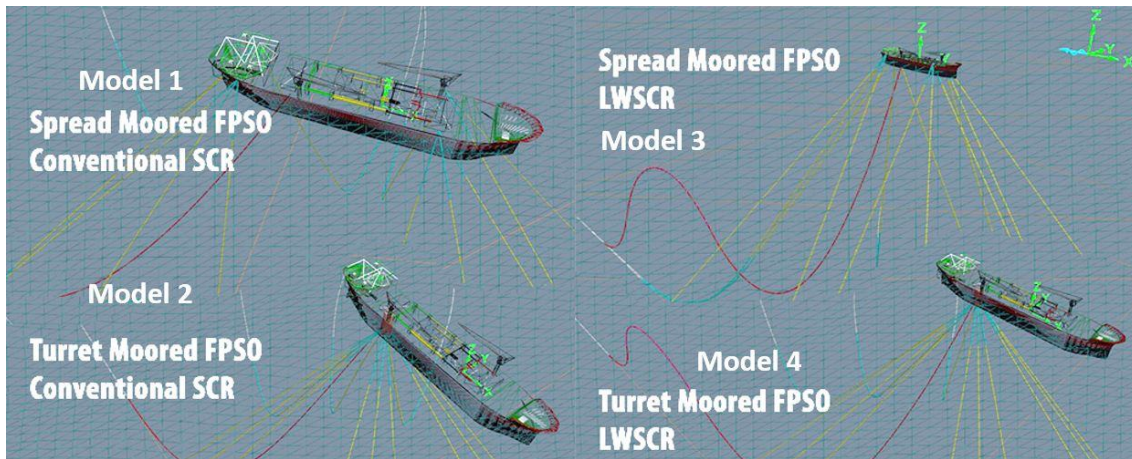 Model 1
Spread Moored FPSO
Conventional SCR
Model 2
Turret Moored FPSO
Conventional SCR
Spread Moored FPSO
LWSCR
Model 3
Model 4
Turret Moored FPSO
LWSCR
Z
Z
Y
X
Z
Y